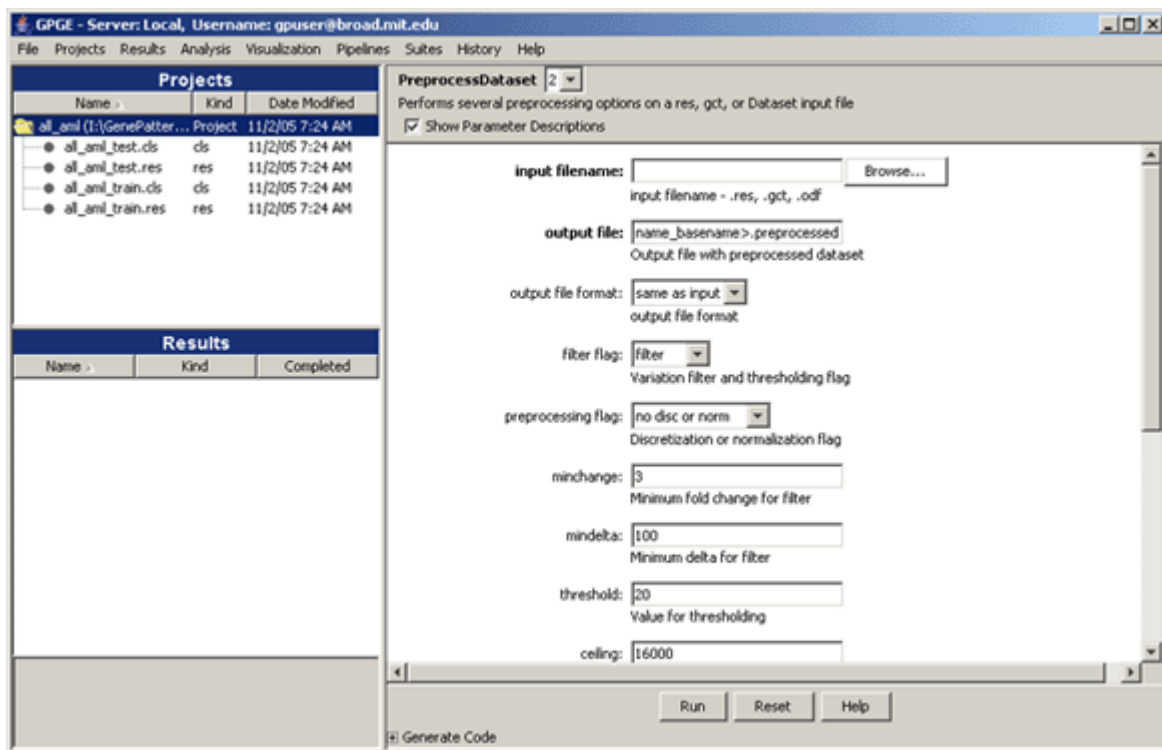 GPGE - Server: Local, Username: gpuser@broad.mit.edu
File Projects Results Analysis Visualization Pipelines Suites History Help
Projects
Name Kind Date Modified
all_aml (I:\GenePatter... Project 11/2/05 7:24 AM
all_aml_test.cls cls 11/2/05 7:24 AM
all_aml_test.res res 11/2/05 7:24 AM
all_aml_train.cls cls 11/2/05 7:24 AM
all_aml_train.res res 11/2/05 7:24 AM
Results
Name Kind Completed
PreprocessDataset 2
Performs several preprocessing options on a res, gct, or Dataset input file
Show Parameter Descriptions
input filename: Browse...
input filename - .res, .gct, .odf
output file: name_basename>.preprocessed
Output file with preprocessed dataset
output file format: same as input
output file format
filter flag: filter
Variation filter and thresholding flag
preprocessing flag: no disc or norm
Discretization or normalization flag
minchange: 3
Minimum fold change for filter
mindelta: 100
Minimum delta for filter
threshold: 20
Value for thresholding
ceiling: 16000
Run Reset Help
Generate Code